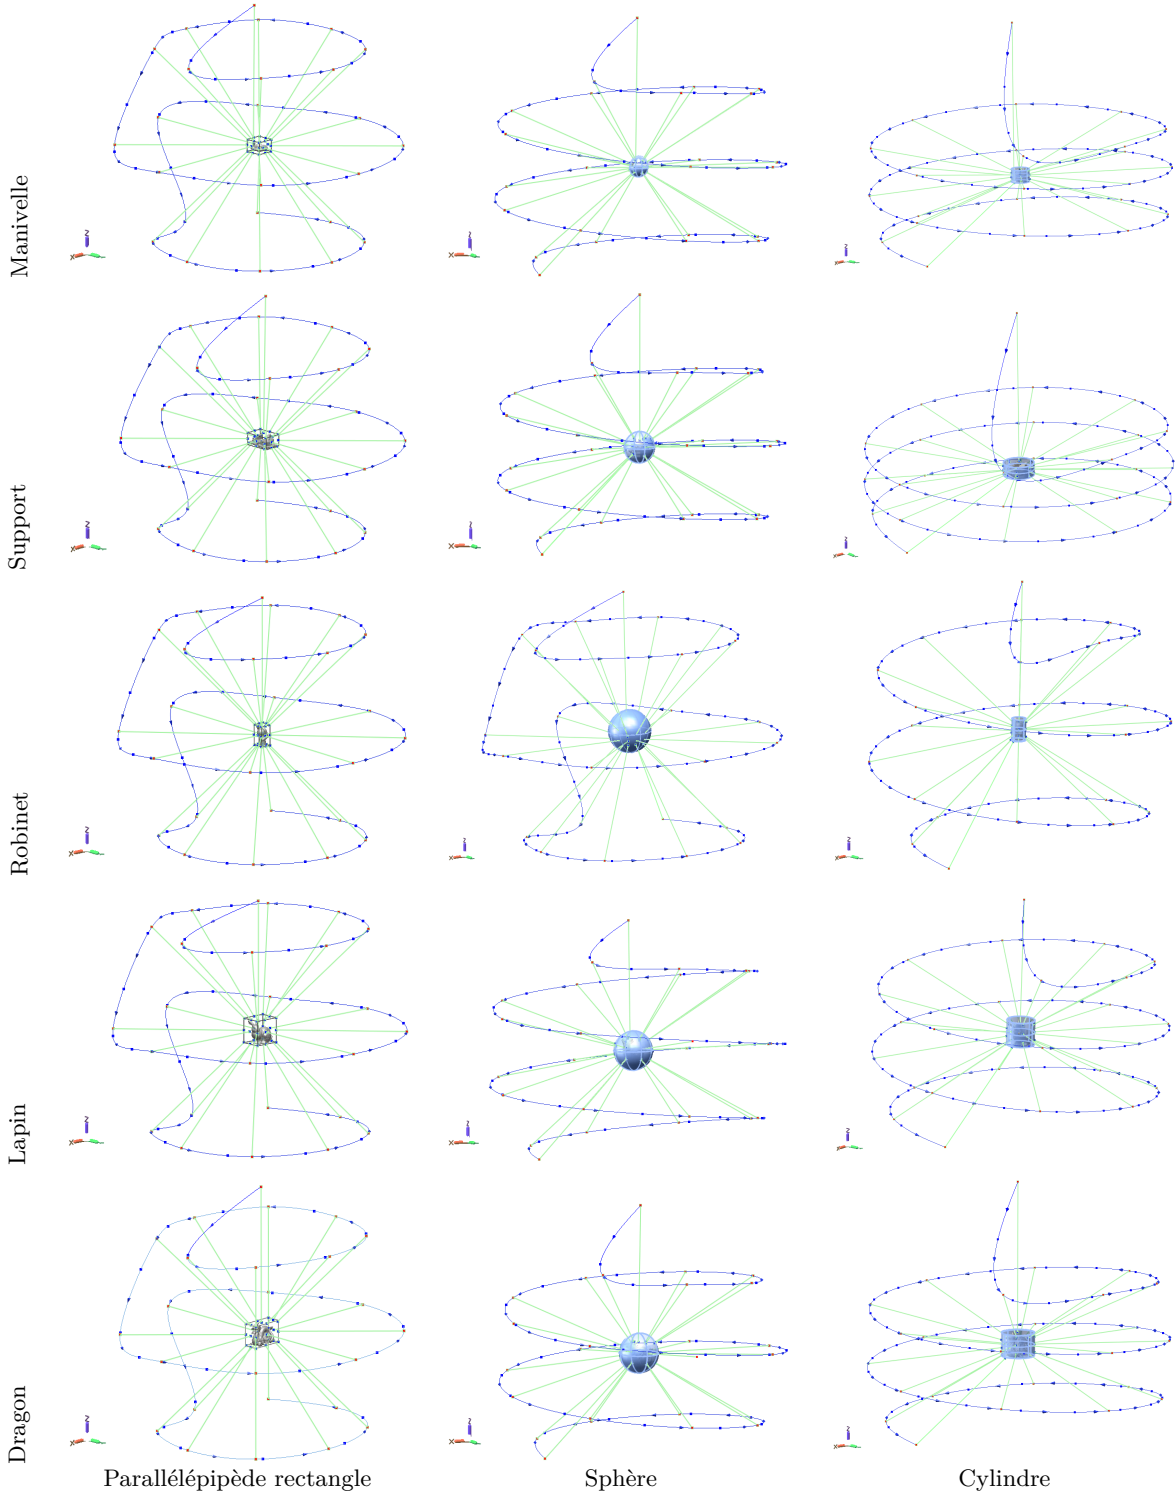 Manivelle
Support
Robinet
Lapin
Dragon
Parallélépipède rectangle
Sphère
Cylindre